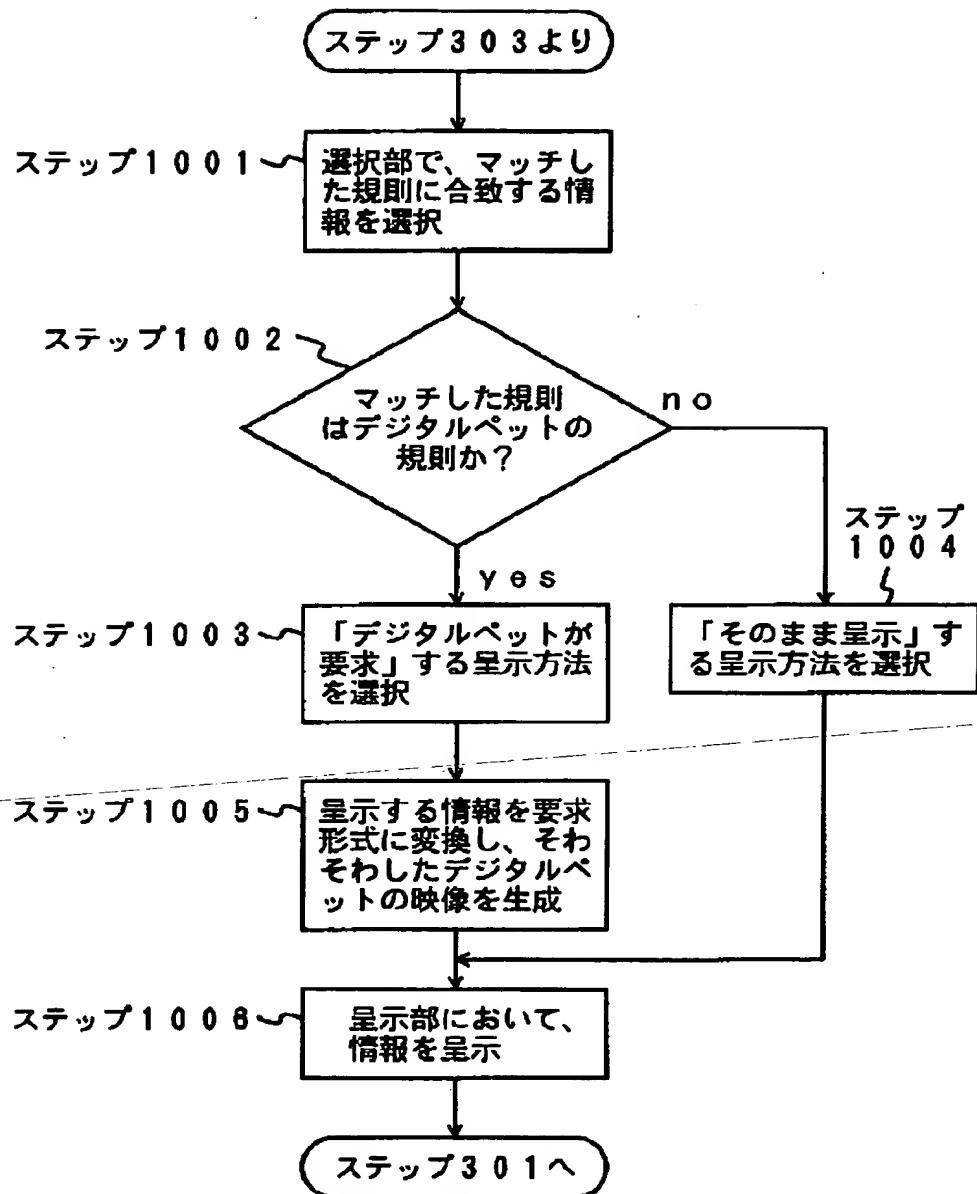 ステップ３０３より
ステップ１００１
選択部で、マッチし
た規則に合致する情
報を選択
ステップ１００２
マッチした規則
はデジタルペットの
規則か？
ｎｏ
ｙｅｓ
ステップ
１００４
ステップ１００３
「デジタルペットが
要求」する呈示方法
を選択
「そのまま呈示」す
る呈示方法を選択
ステップ１００５
呈示する情報を要求
形式に変換し、そわ
そわしたデジタルペ
ットの映像を生成
ステップ１００６
呈示部において、
情報を呈示
ステップ３０１へ